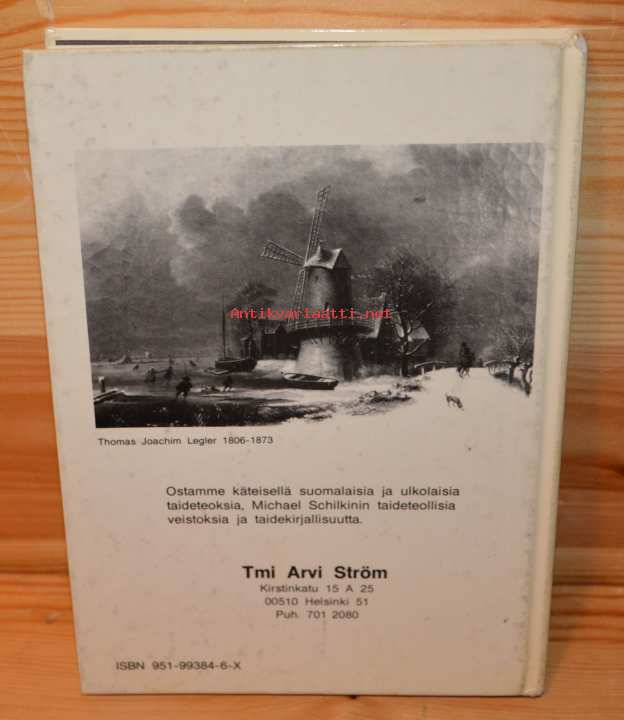 Antikvariaatti.net
Thomas Joachim Legler 1806-1873
Ostamme käteisellä suomalaisia ja ulkolaisia
taideteoksia, Michael Schilkinin taideteollisia
veistoksia ja taidekirjallisuutta.
Tmi Arvi Ström
Kirstinkatu 15 A 25
00510 Helsinki 51
Puh. 701 2080
ISBN 951-99384-6-X